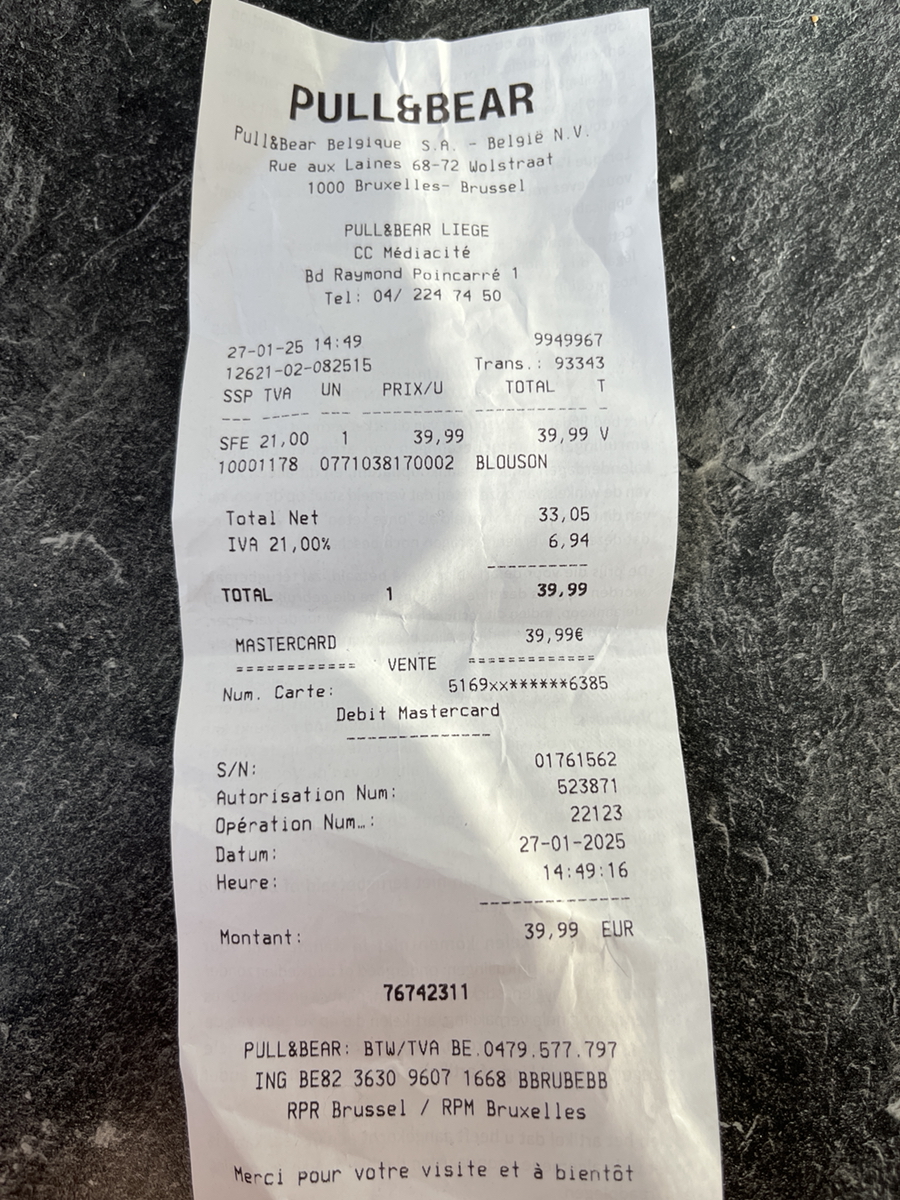 PULL&BEAR
Pull&Bear Belgique S.A. - België N.V.
Rue aux Laines 68-72 Wolstraat
1000 Bruxelles- Brussel
PULL&BEAR LIEGE
CC Médiacité
Bd Raymond Poincarré 1
Tel: 04/ 224 74 50
27-01-25 14:49 9949967
12621-02-082515 Trans.: 93343
SSP TVA UN PRIX/U TOTAL T
--- ----- --- --------- ---------- -
SFE 21,00 1 39,99 39,99 V
10001178 0771038170002 BLOUSON
Total Net 33,05
IVA 21,00% 6,94
----------
TOTAL 1 39,99
MASTERCARD 39,99€
============ VENTE =============
Num. Carte: 5169xx******6385
Debit Mastercard
--------------
S/N: 01761562
Autorisation Num: 523871
Opération Num…: 22123
Datum: 27-01-2025
Heure: 14:49:16
--------------
Montant: 39,99 EUR
76742311
PULL&BEAR: BTW/TVA BE.0479.577.797
ING BE82 3630 9607 1668 BBRUBEBB
RPR Brussel / RPM Bruxelles
Merci pour votre visite et à bientôt